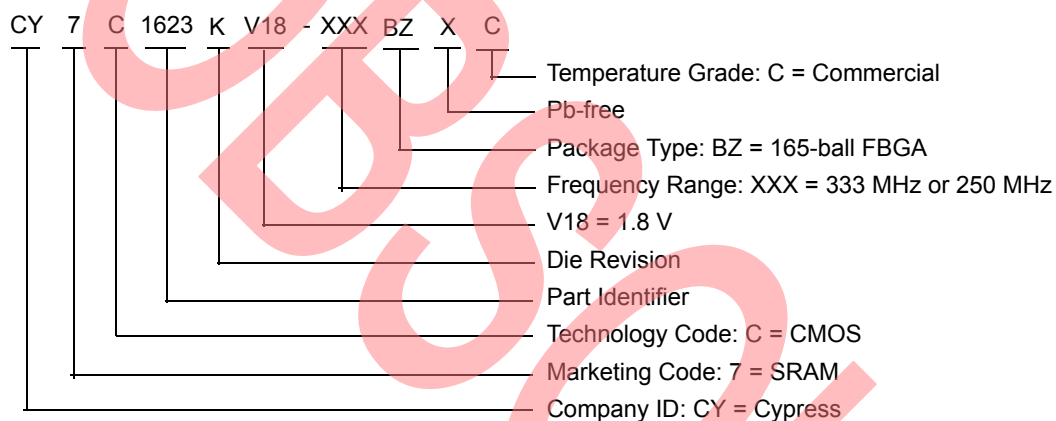 CY 7 C 1623 K V18 - XXX BZ X C
Temperature Grade: C = Commercial
Pb-free
Package Type: BZ = 165-ball FBGA
Frequency Range: XXX = 333 MHz or 250 MHz
V18 = 1.8 V
Die Revision
Part Identifier
Technology Code: C = CMOS
Marketing Code: 7 = SRAM
Company ID: CY = Cypress